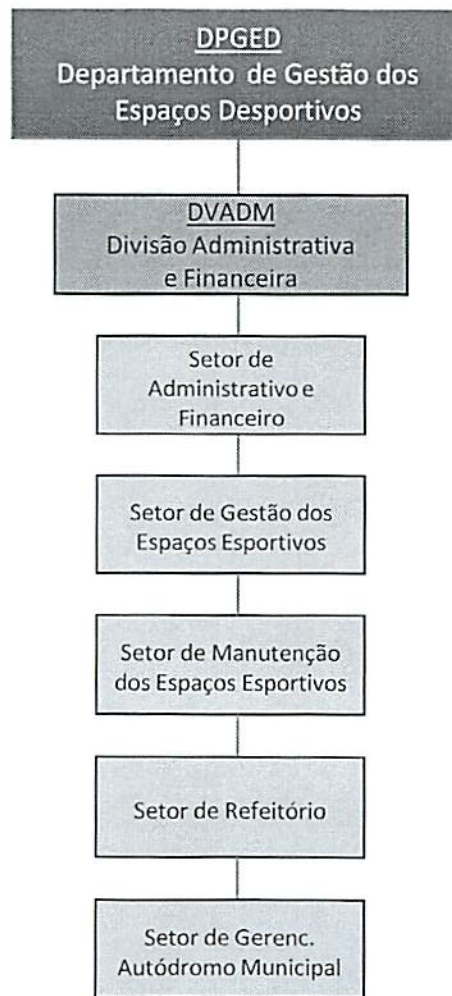 DPGED
Departamento de Gestão dos
Espaços Desportivos
DVADM
Divisão Administrativa
e Financeira
Setor de
Administrativo e
Financeiro
Setor de Gestão dos
Espaços Esportivos
Setor de Manutenção
dos Espaços Esportivos
Setor de Refeitório
Setor de Gerenc.
Autódromo Municipal